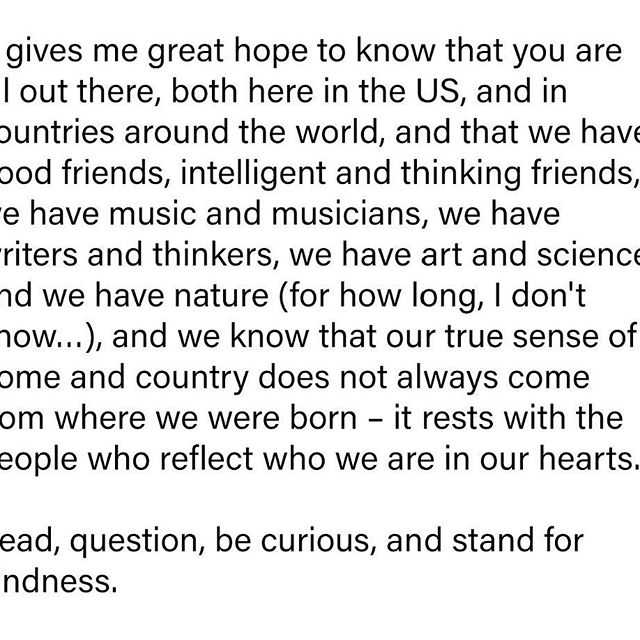 gives me great hope to know that you are
ll out there, both here in the US, and in
ountries around the world, and that we have
ood friends, intelligent and thinking friends,
e have music and musicians, we have
riters and thinkers, we have art and science
nd we have nature (for how long, I don't
now…), and we know that our true sense of
ome and country does not always come
om where we were born – it rests with the
eople who reflect who we are in our hearts.
ead, question, be curious, and stand for
ndness.